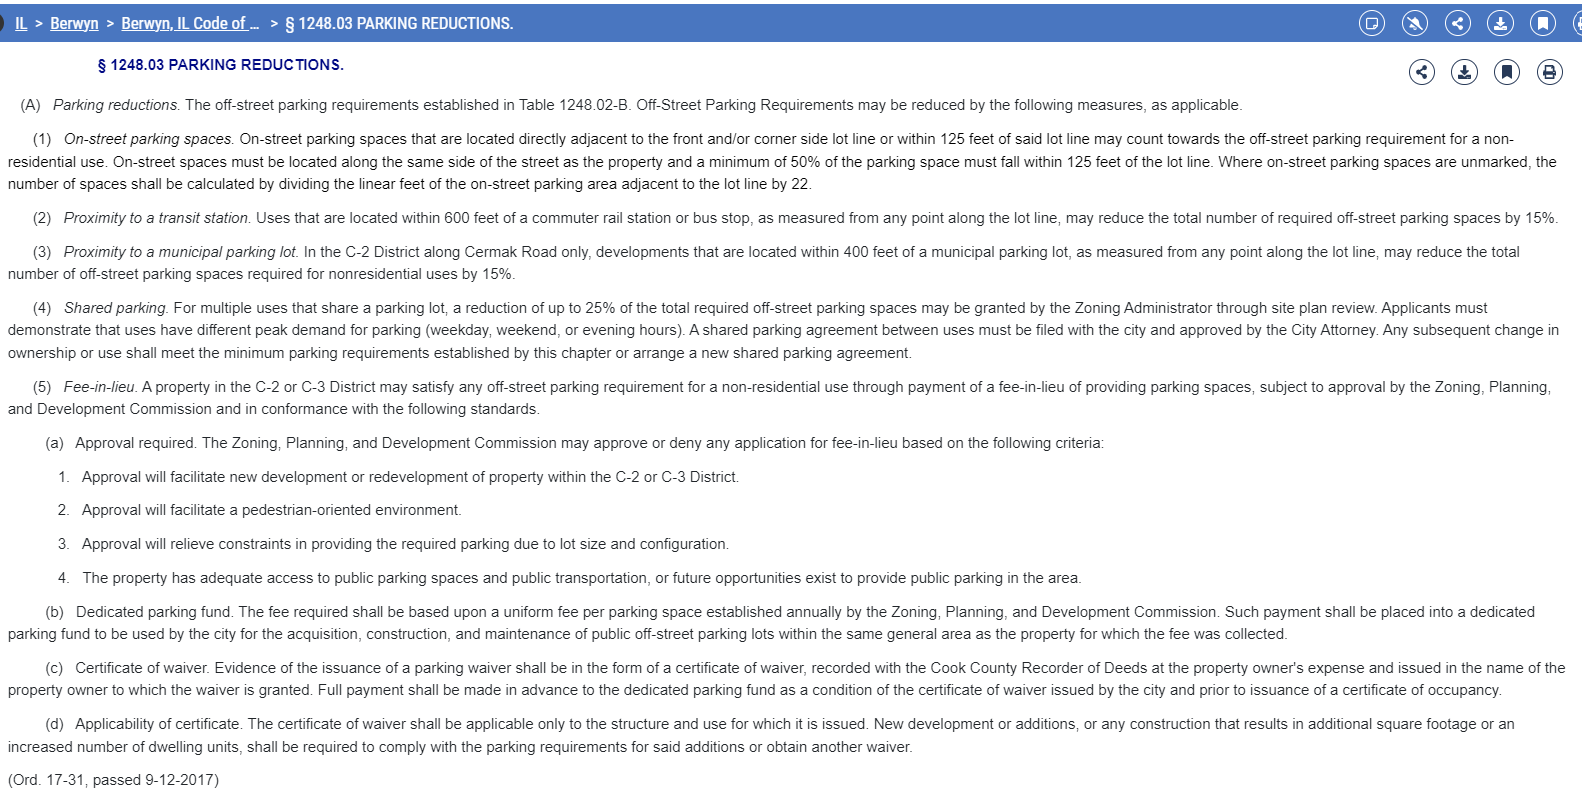 IL > Berwyn > Berwyn, IL Code of ... > § 1248.03 PARKING REDUCTIONS.
§ 1248.03 PARKING REDUCTIONS.
(A) Parking reductions. The off-street parking requirements established in Table 1248.02-B. Off-Street Parking Requirements may be reduced by the following measures, as applicable.
(1) On-street parking spaces. On-street parking spaces that are located directly adjacent to the front and/or corner side lot line or within 125 feet of said lot line may count towards the off-street parking requirement for a non-
residential use. On-street spaces must be located along the same side of the street as the property and a minimum of 50% of the parking space must fall within 125 feet of the lot line. Where on-street parking spaces are unmarked, the
number of spaces shall be calculated by dividing the linear feet of the on-street parking area adjacent to the lot line by 22.
(2) Proximity to a transit station. Uses that are located within 600 feet of a commuter rail station or bus stop, as measured from any point along the lot line, may reduce the total number of required off-street parking spaces by 15%.
(3) Proximity to a municipal parking lot. In the C-2 District along Cermak Road only, developments that are located within 400 feet of a municipal parking lot, as measured from any point along the lot line, may reduce the total
number of off-street parking spaces required for nonresidential uses by 15%.
(4) Shared parking. For multiple uses that share a parking lot, a reduction of up to 25% of the total required off-street parking spaces may be granted by the Zoning Administrator through site plan review. Applicants must
demonstrate that uses have different peak demand for parking (weekday, weekend, or evening hours). A shared parking agreement between uses must be filed with the city and approved by the City Attorney. Any subsequent change in
ownership or use shall meet the minimum parking requirements established by this chapter or arrange a new shared parking agreement.
(5) Fee-in-lieu. A property in the C-2 or C-3 District may satisfy any off-street parking requirement for a non-residential use through payment of a fee-in-lieu of providing parking spaces, subject to approval by the Zoning, Planning,
and Development Commission and in conformance with the following standards.
(a) Approval required. The Zoning, Planning, and Development Commission may approve or deny any application for fee-in-lieu based on the following criteria:
1. Approval will facilitate new development or redevelopment of property within the C-2 or C-3 District.
2. Approval will facilitate a pedestrian-oriented environment.
3. Approval will relieve constraints in providing the required parking due to lot size and configuration.
4. The property has adequate access to public parking spaces and public transportation, or future opportunities exist to provide public parking in the area.
(b) Dedicated parking fund. The fee required shall be based upon a uniform fee per parking space established annually by the Zoning, Planning, and Development Commission. Such payment shall be placed into a dedicated
parking fund to be used by the city for the acquisition, construction, and maintenance of public off-street parking lots within the same general area as the property for which the fee was collected.
(c) Certificate of waiver. Evidence of the issuance of a parking waiver shall be in the form of a certificate of waiver, recorded with the Cook County Recorder of Deeds at the property owner's expense and issued in the name of the
property owner to which the waiver is granted. Full payment shall be made in advance to the dedicated parking fund as a condition of the certificate of waiver issued by the city and prior to issuance of a certificate of occupancy.
(d) Applicability of certificate. The certificate of waiver shall be applicable only to the structure and use for which it is issued. New development or additions, or any construction that results in additional square footage or an
increased number of dwelling units, shall be required to comply with the parking requirements for said additions or obtain another waiver.
(Ord. 17-31, passed 9-12-2017)